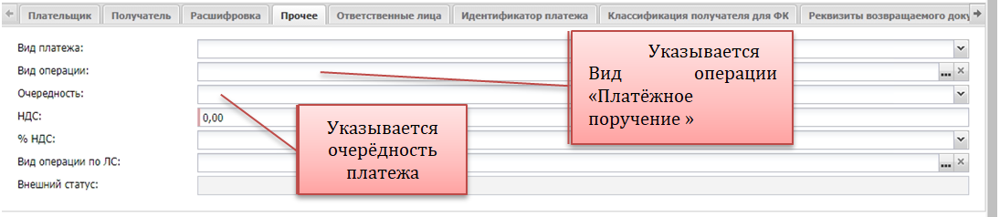 Плательщик Получатель Расшифровка Прочее Ответственные лица Идентификатор платежа Классификация получателя для ФК Реквизиты возвращаемого доку
Вид платежа:
Вид операции:
Очередность:
НДС: 0,00
% НДС:
Вид операции по ЛС:
Внешний статус:
Указывается
очерёдность
платежа
Указывается
Вид операции
«Платёжное
поручение »